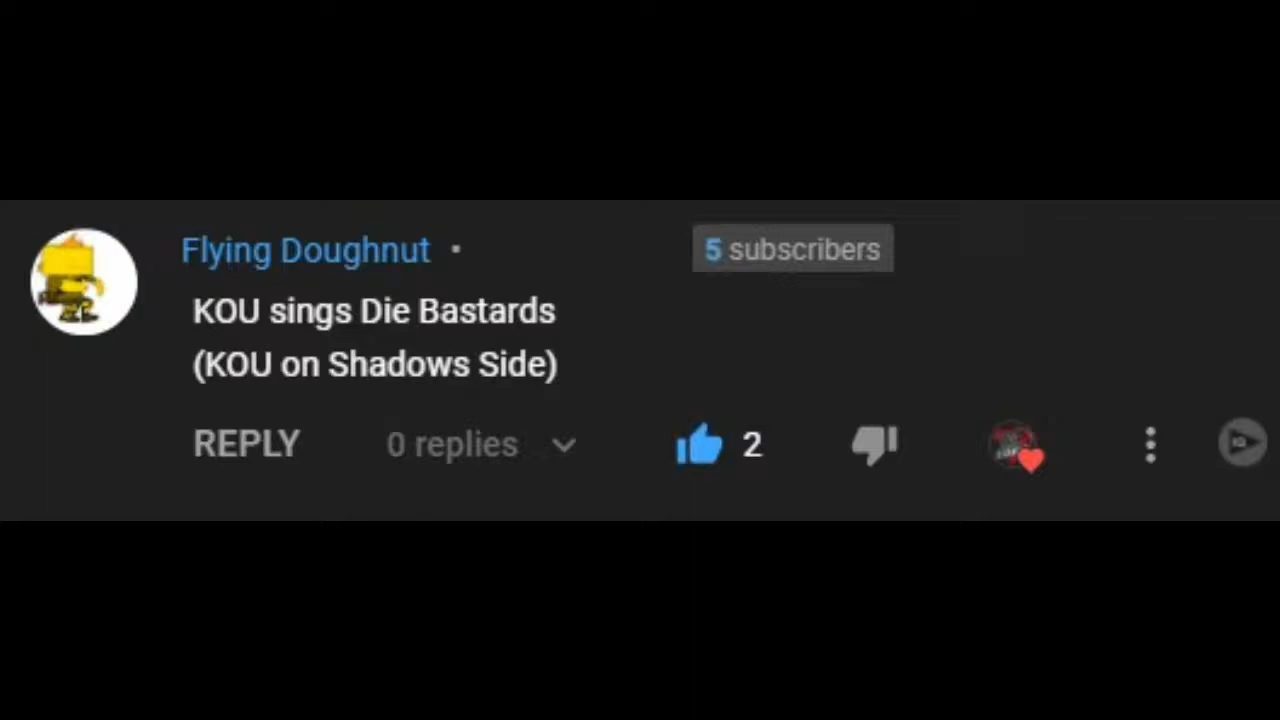 Flying Doughnut •
5 subscribers
KOU sings Die Bastards
(KOU on Shadows Side)
REPLY
0 replies
2